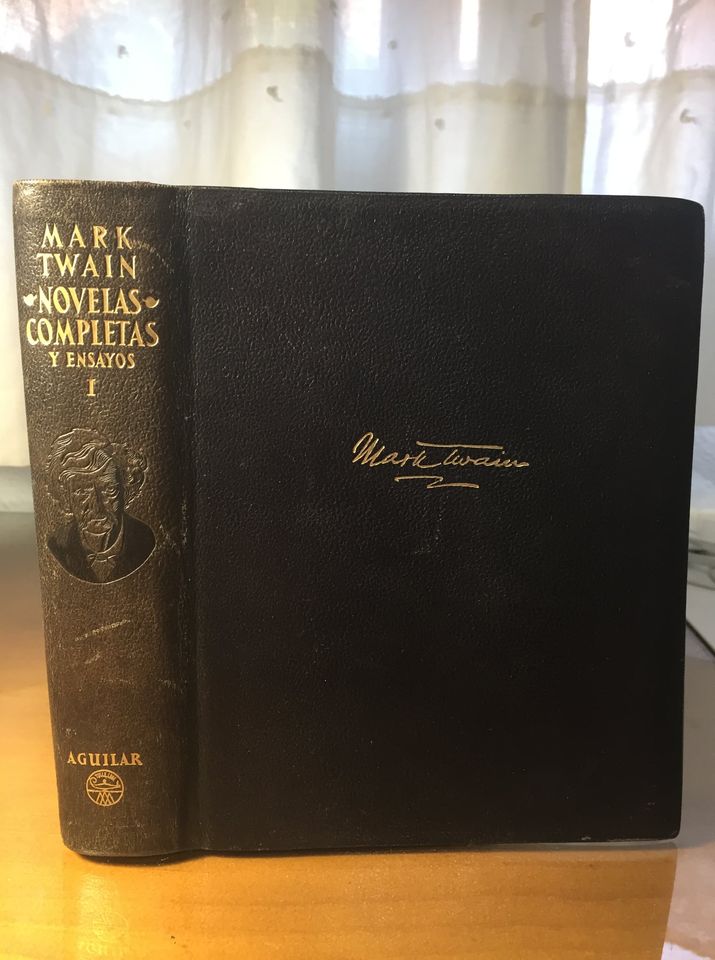 MARK
TWAIN
NOVELAS
COMPLETAS
Y ENSAYOS
I
AGUILAR
Mark Twain